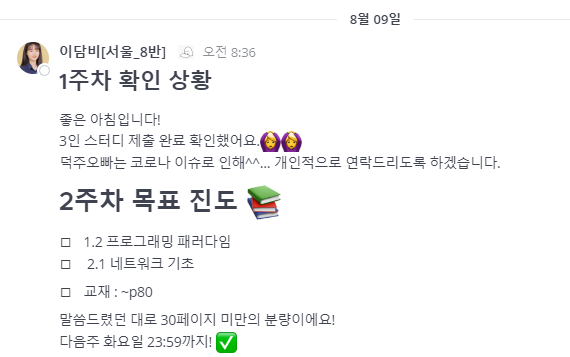 8월 09일
이담비[서울_8반] 오전 8:36
1주차 확인 상황
좋은 아침입니다!
3인 스터디 제출 완료 확인했어요.🙆‍♀️🙆‍♀️
덕주오빠는 코로나 이슈로 인해^^... 개인적으로 연락드리도록 하겠습니다.
2주차 목표 진도 📚
□ 1.2 프로그래밍 패러다임
□ 2.1 네트워크 기초
□ 교재 : ~p80
말씀드렸던 대로 30페이지 미만의 분량이에요!
다음주 화요일 23:59까지! ✅